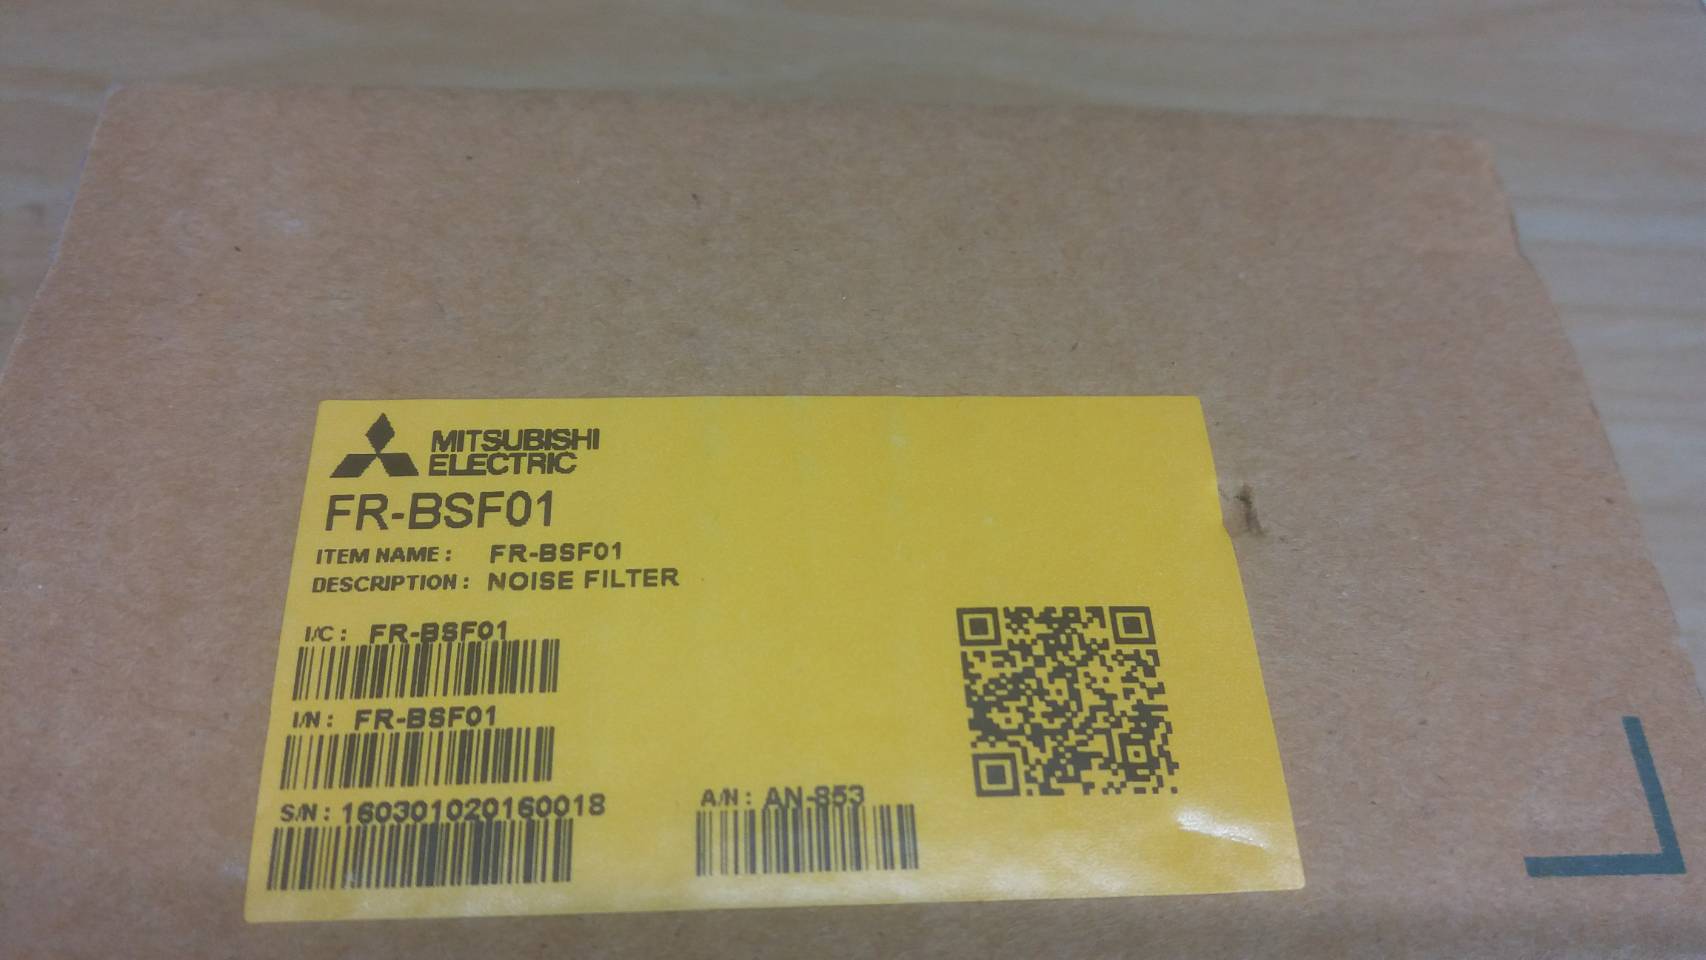 MITSUBISHI
ELECTRIC
FR-BSF01
ITEM NAME : FR-BSF01
DESCRIPTION : NOISE FILTER
I/C : FR-BSF01
I/N : FR-BSF01
S/N : 160301020160018
A/N : AN-853